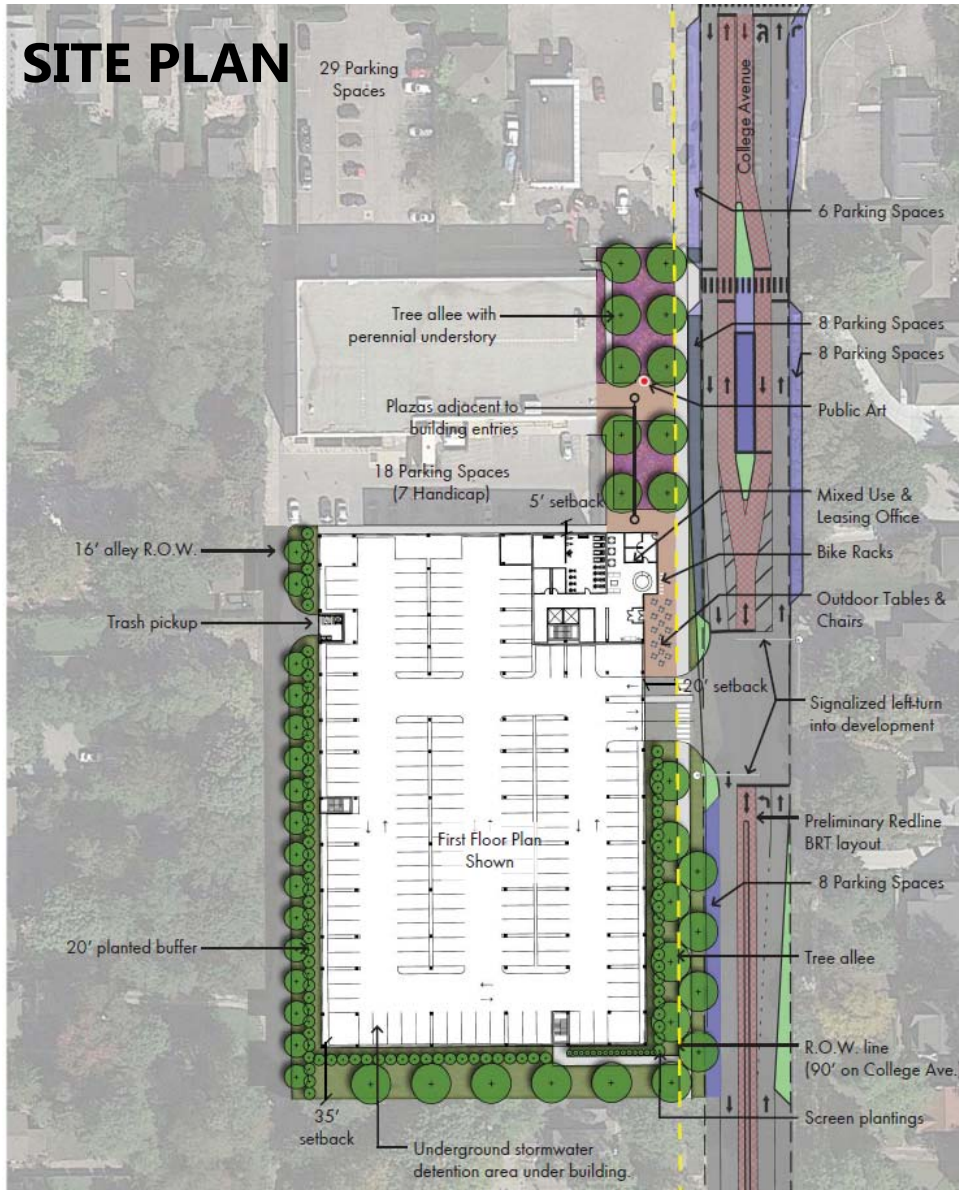 SITE PLAN
29 Parking
Spaces
College Avenue
6 Parking Spaces
Tree allee with
perennial understory
8 Parking Spaces
8 Parking Spaces
Plazas adjacent to
building entries
Public Art
18 Parking Spaces
(7 Handicap)
5' setback
Mixed Use &
Leasing Office
16' alley R.O.W.
Bike Racks
Trash pickup
Outdoor Tables &
Chairs
20' setback
Signalized left-turn
into development
First Floor Plan
Shown
Preliminary Redline
BRT layout
8 Parking Spaces
20' planted buffer
Tree allee
R.O.W. line
(90' on College Ave.)
35'
setback
Screen plantings
Underground stormwater
detention area under building.